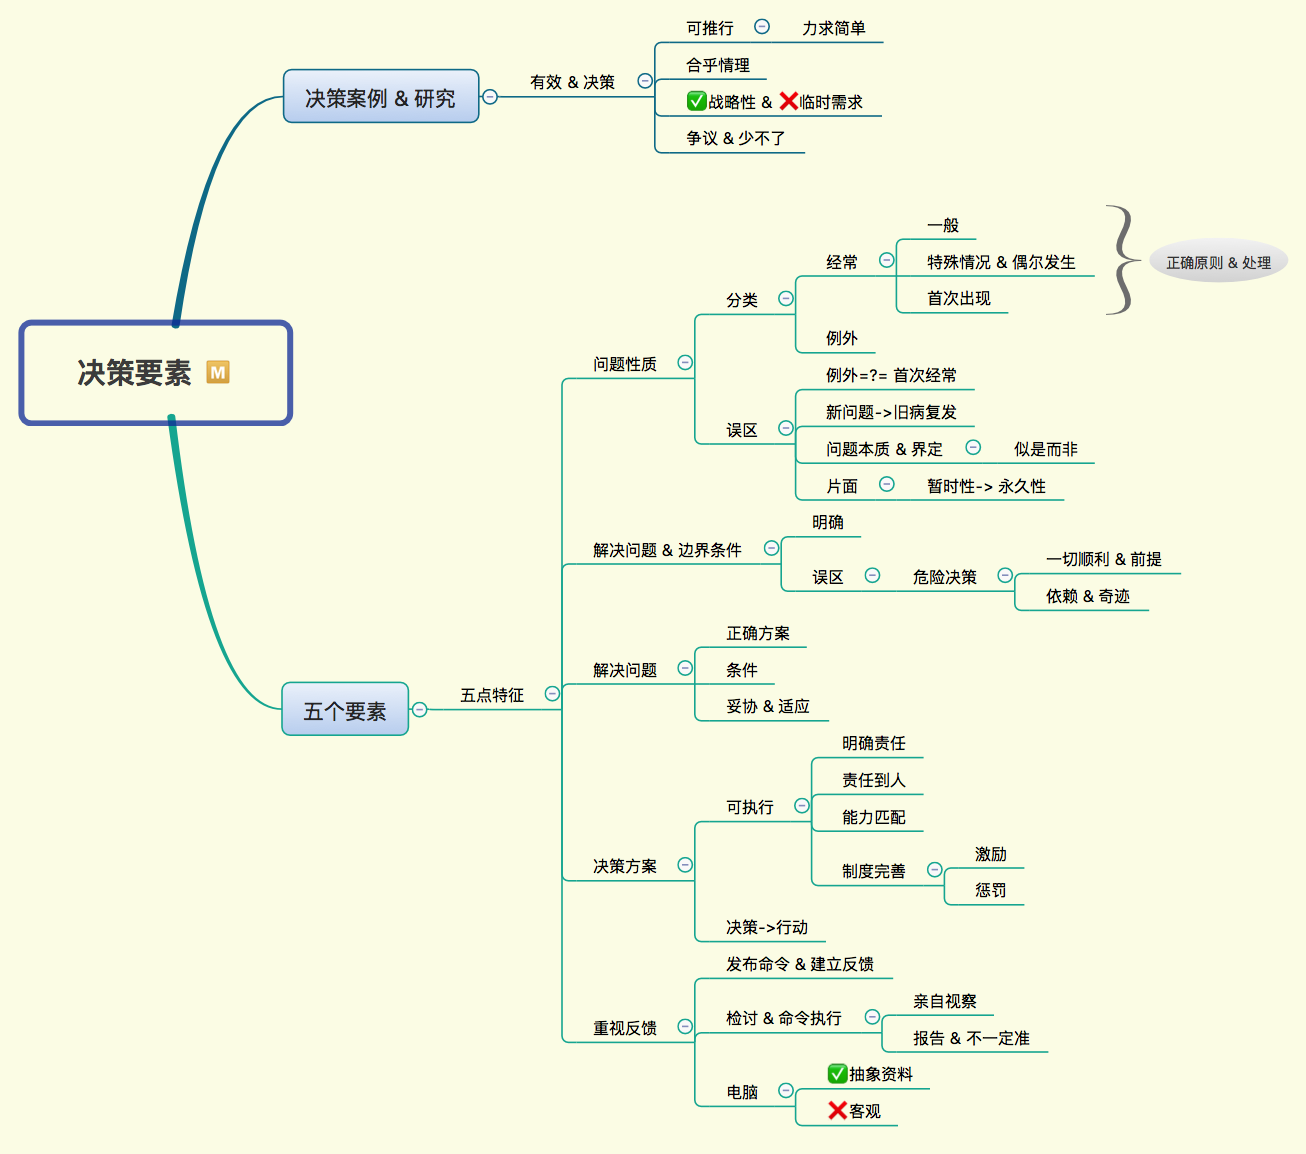 可推行
力求简单
合乎情理
有效 & 决策
决策案例 & 研究
✅战略性 & ❌临时需求
争议 & 少不了
一般
经常
特殊情况 & 偶尔发生
正确原则 & 处理
分类
首次出现
例外
问题性质
决策要素 M
例外=?= 首次经常
新问题->旧病复发
误区
问题本质 & 界定
似是而非
片面
暂时性-> 永久性
明确
解决问题 & 边界条件
一切顺利 & 前提
误区
危险决策
依赖 & 奇迹
正确方案
解决问题
条件
妥协 & 适应
五点特征
五个要素
明确责任
责任到人
可执行
能力匹配
激励
决策方案
制度完善
惩罚
决策->行动
发布命令 & 建立反馈
亲自视察
重视反馈
检讨 & 命令执行
报告 & 不一定准
✅抽象资料
电脑
❌客观